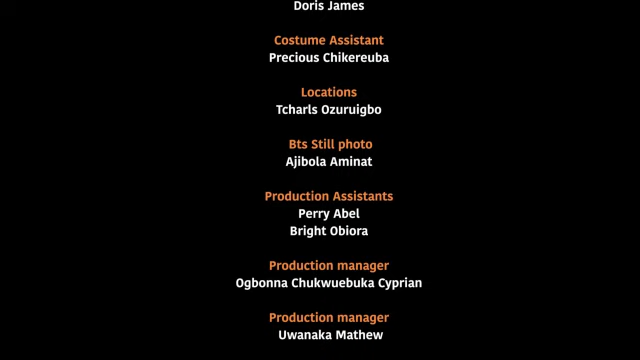 Doris James
Costume Assistant
Precious Chikereuba
Locations
Tcharls Ozuruigbo
Bts Still photo
Ajibola Aminat
Production Assistants
Perry Abel
Bright Obiora
Production manager
Ogbonna Chukwuebuka Cyprian
Production manager
Uwanaka Mathew